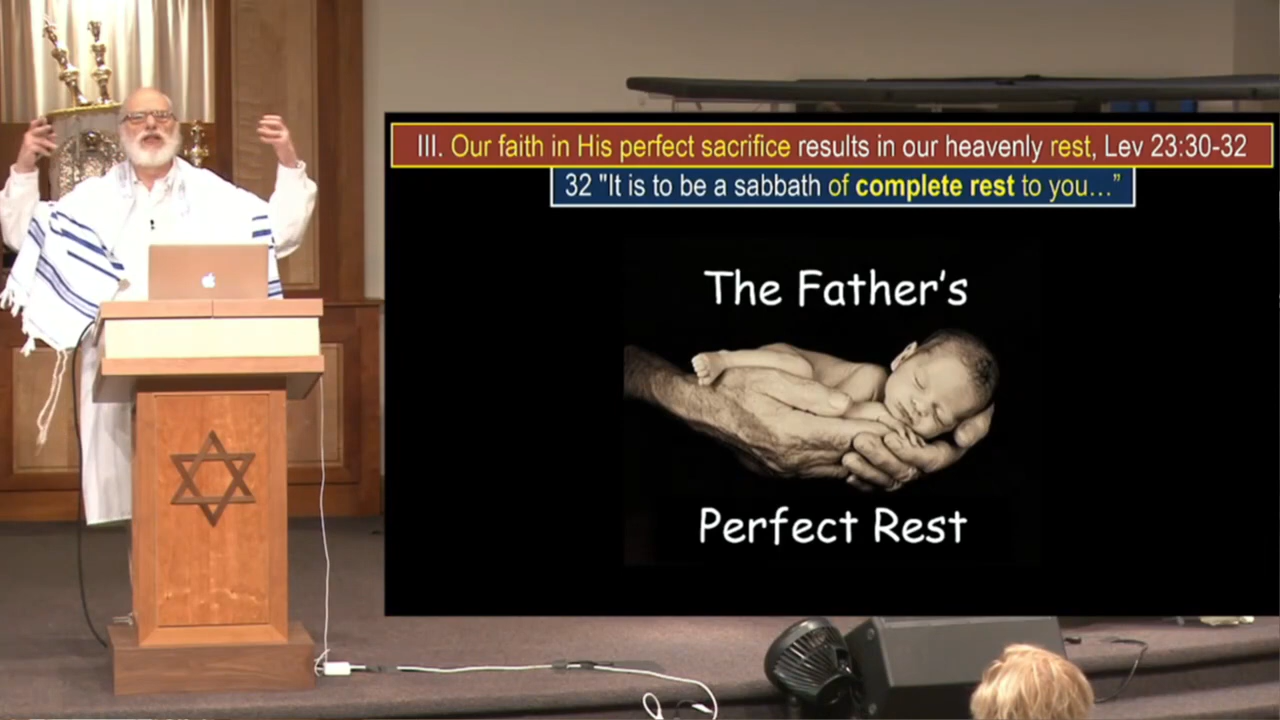 III. Our faith in His perfect sacrifice results in our heavenly rest, Lev 23:30-32
32 "It is to be a sabbath of complete rest to you…”
The Father’s
Perfect Rest